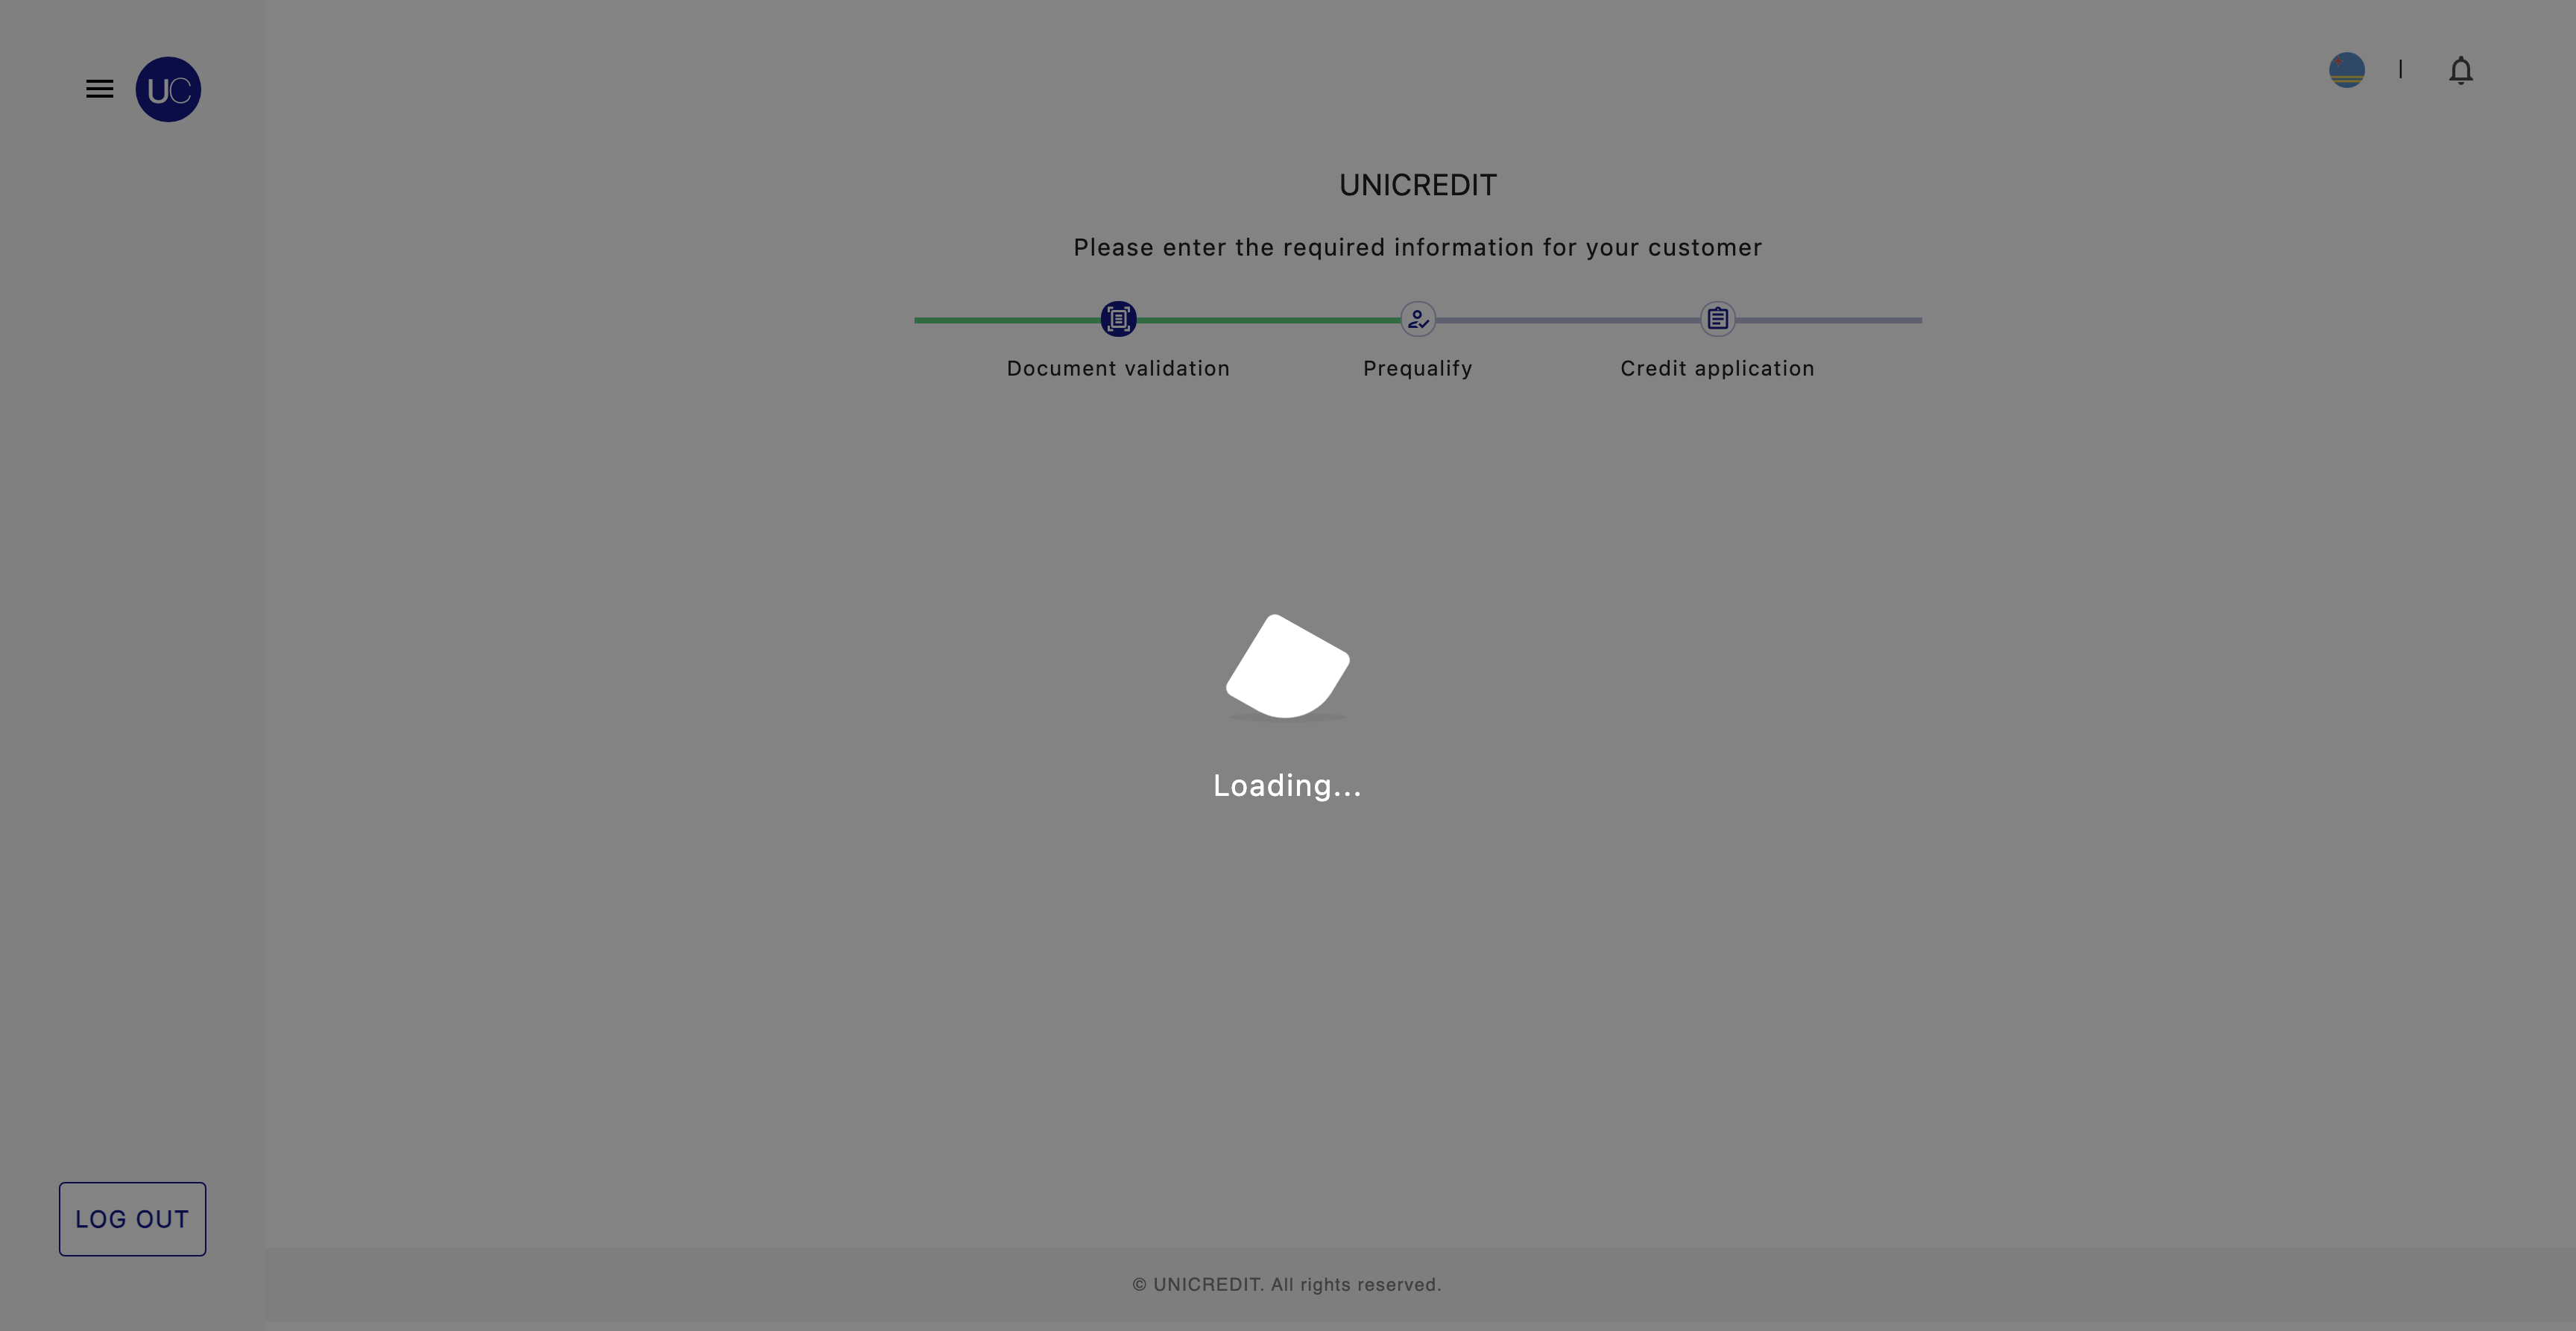 UC
UNICREDIT
Please enter the required information for your customer
Document validation
Prequalify
Credit application
Loading...
LOG OUT
© UNICREDIT. All rights reserved.